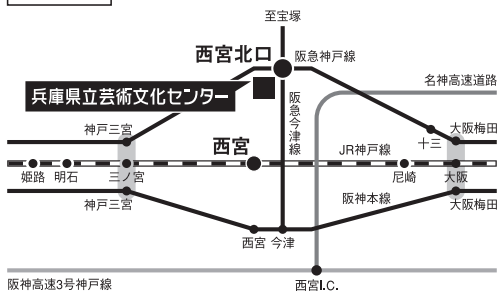 至宝塚
西宮北口
阪急神戸線
兵庫県立芸術文化センター
名神高速道路
阪急今津線
神戸三宮
西宮
JR神戸線
十三
大阪梅田
姫路
明石
三ノ宮
尼崎
大阪
神戸三宮
阪神本線
大阪梅田
西宮
今津
阪神高速3号神戸線
西宮I.C.